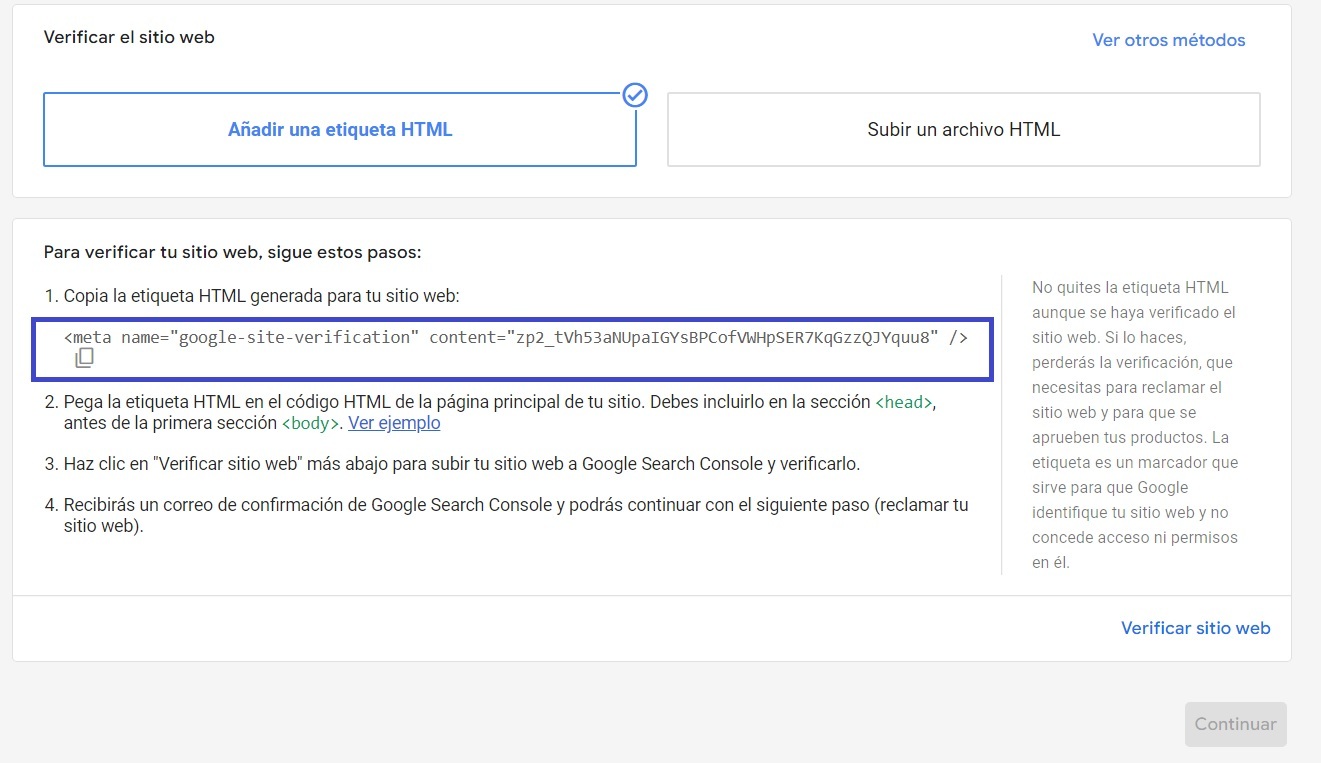 Verificar el sitio web
Ver otros métodos
Añadir una etiqueta HTML
Subir un archivo HTML
Para verificar tu sitio web, sigue estos pasos:
1. Copia la etiqueta HTML generada para tu sitio web:
<meta name="google-site-verification" content="zp2_tVh53aNUpaIGYsBPCofVWHpSER7KqGzzQJYquu8" />
2. Pega la etiqueta HTML en el código HTML de la página principal de tu sitio. Debes incluirlo en la sección <head>,
antes de la primera sección <body>. Ver ejemplo
3. Haz clic en "Verificar sitio web" más abajo para subir tu sitio web a Google Search Console y verificarlo.
4. Recibirás un correo de confirmación de Google Search Console y podrás continuar con el siguiente paso (reclamar tu
sitio web).
No quites la etiqueta HTML
aunque se haya verificado el
sitio web. Si lo haces,
perderás la verificación, que
necesitas para reclamar el
sitio web y para que se
aprueben tus productos. La
etiqueta es un marcador que
sirve para que Google
identifique tu sitio web y no
concede acceso ni permisos
en él.
Verificar sitio web
Continuar